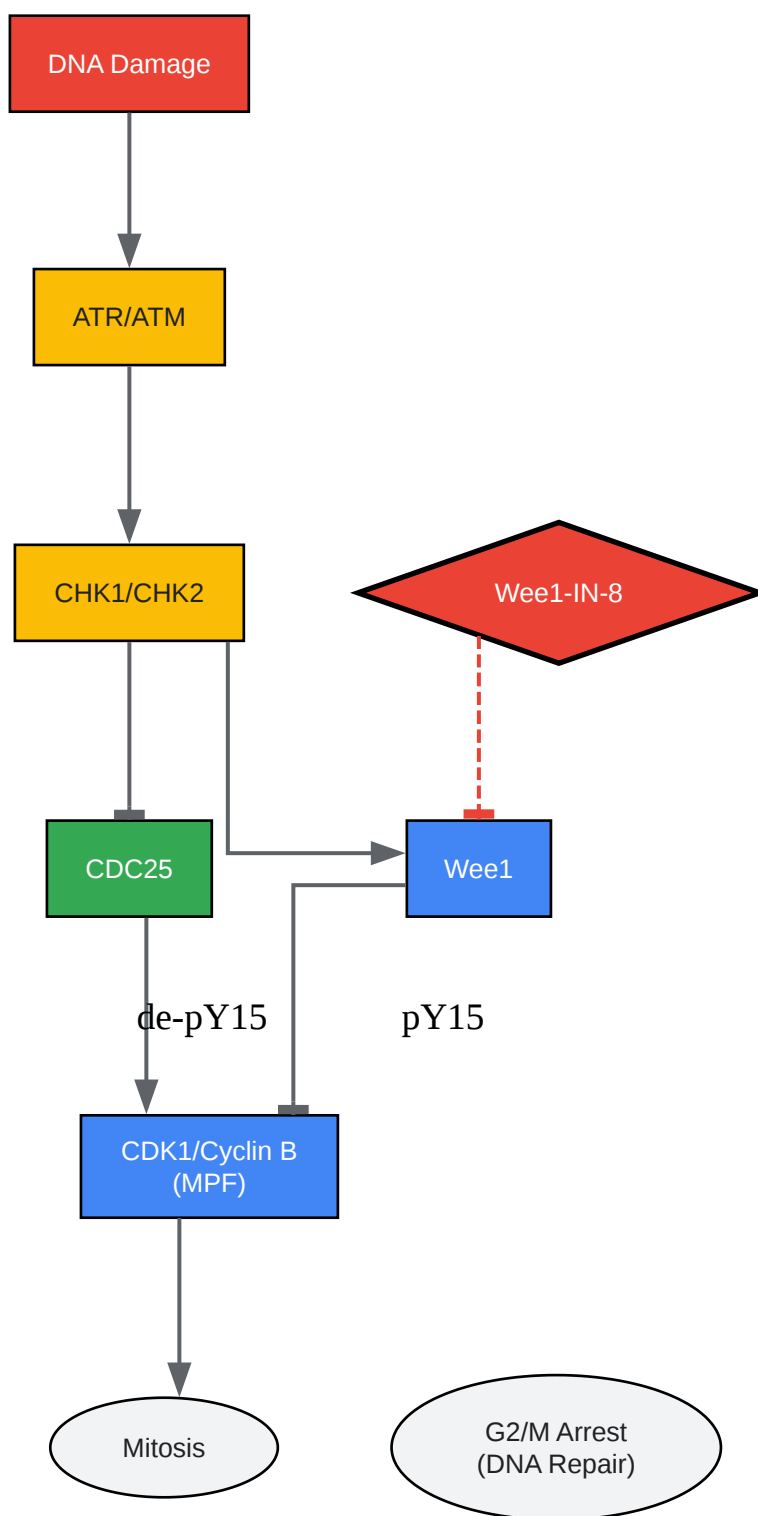 DNA Damage
ATR/ATM
CHK1/CHK2
Wee1-IN-8
CDC25
Wee1
de-pY15
pY15
CDK1/Cyclin B
(MPF)
Mitosis
G2/M Arrest
(DNA Repair)